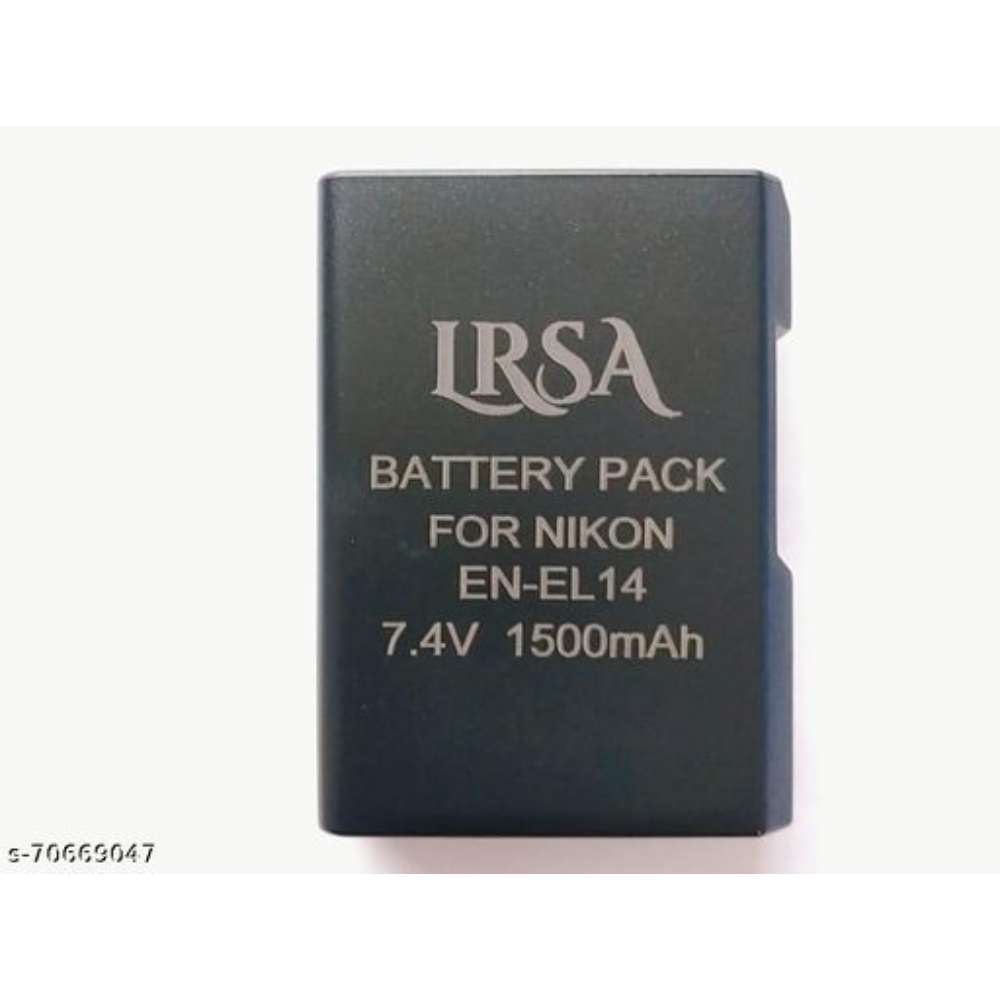 LRSA
BATTERY PACK
FOR NIKON
EN-EL14
7.4V 1500mAh
s-70669047